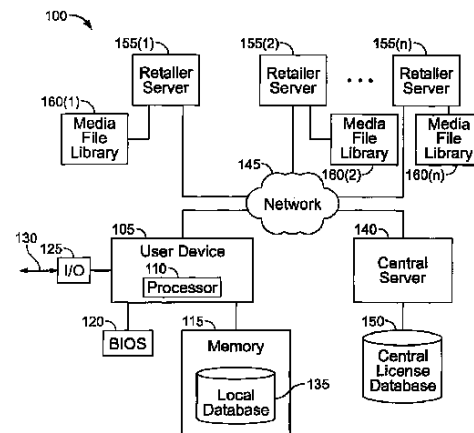 100
155(1)
155(2)
155(n)
Retailer
Server
Retailer
Server
...
Retailer
Server
160(1)
Media
File
Library
Media
File
Library
Media
File
Library
160(2)
160(n)
145
Network
105
User Device
110
Processor
130
125
I/O
120
BIOS
115
Memory
Local
Database
135
140
Central
Server
150
Central
License
Database